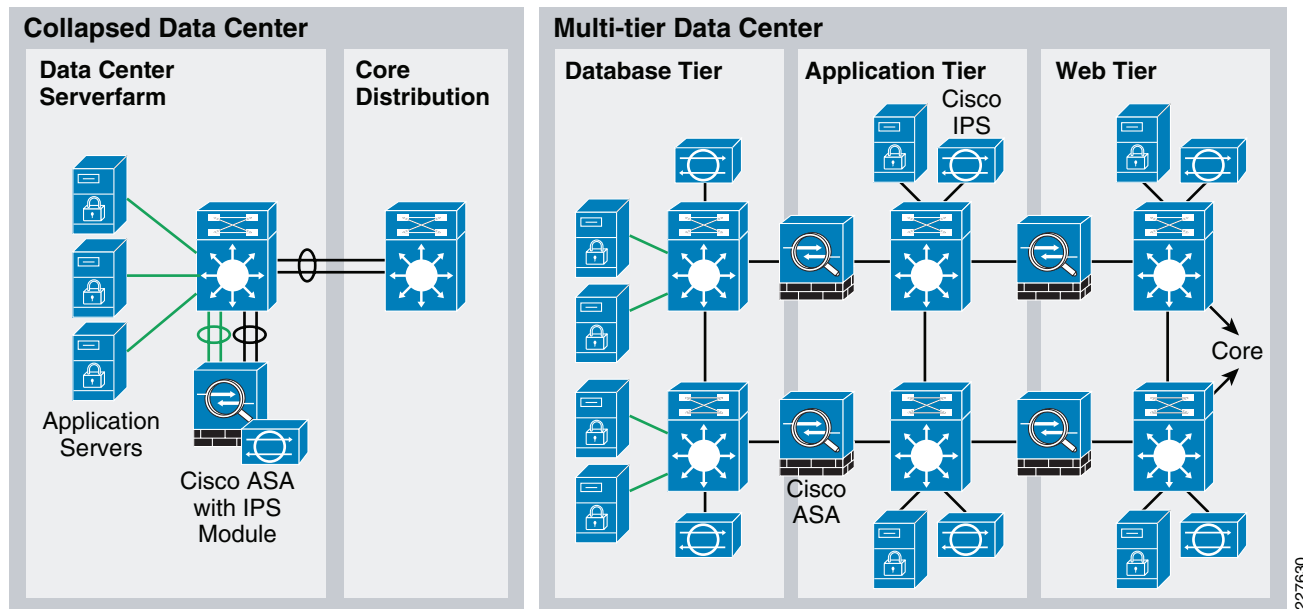 Collapsed Data Center
Data Center
Serverfarm
Core
Distribution
Application
Servers
Cisco ASA
with IPS
Module
Multi-tier Data Center
Database Tier
Application Tier
Web Tier
Cisco
IPS
Core
Cisco
ASA
227630